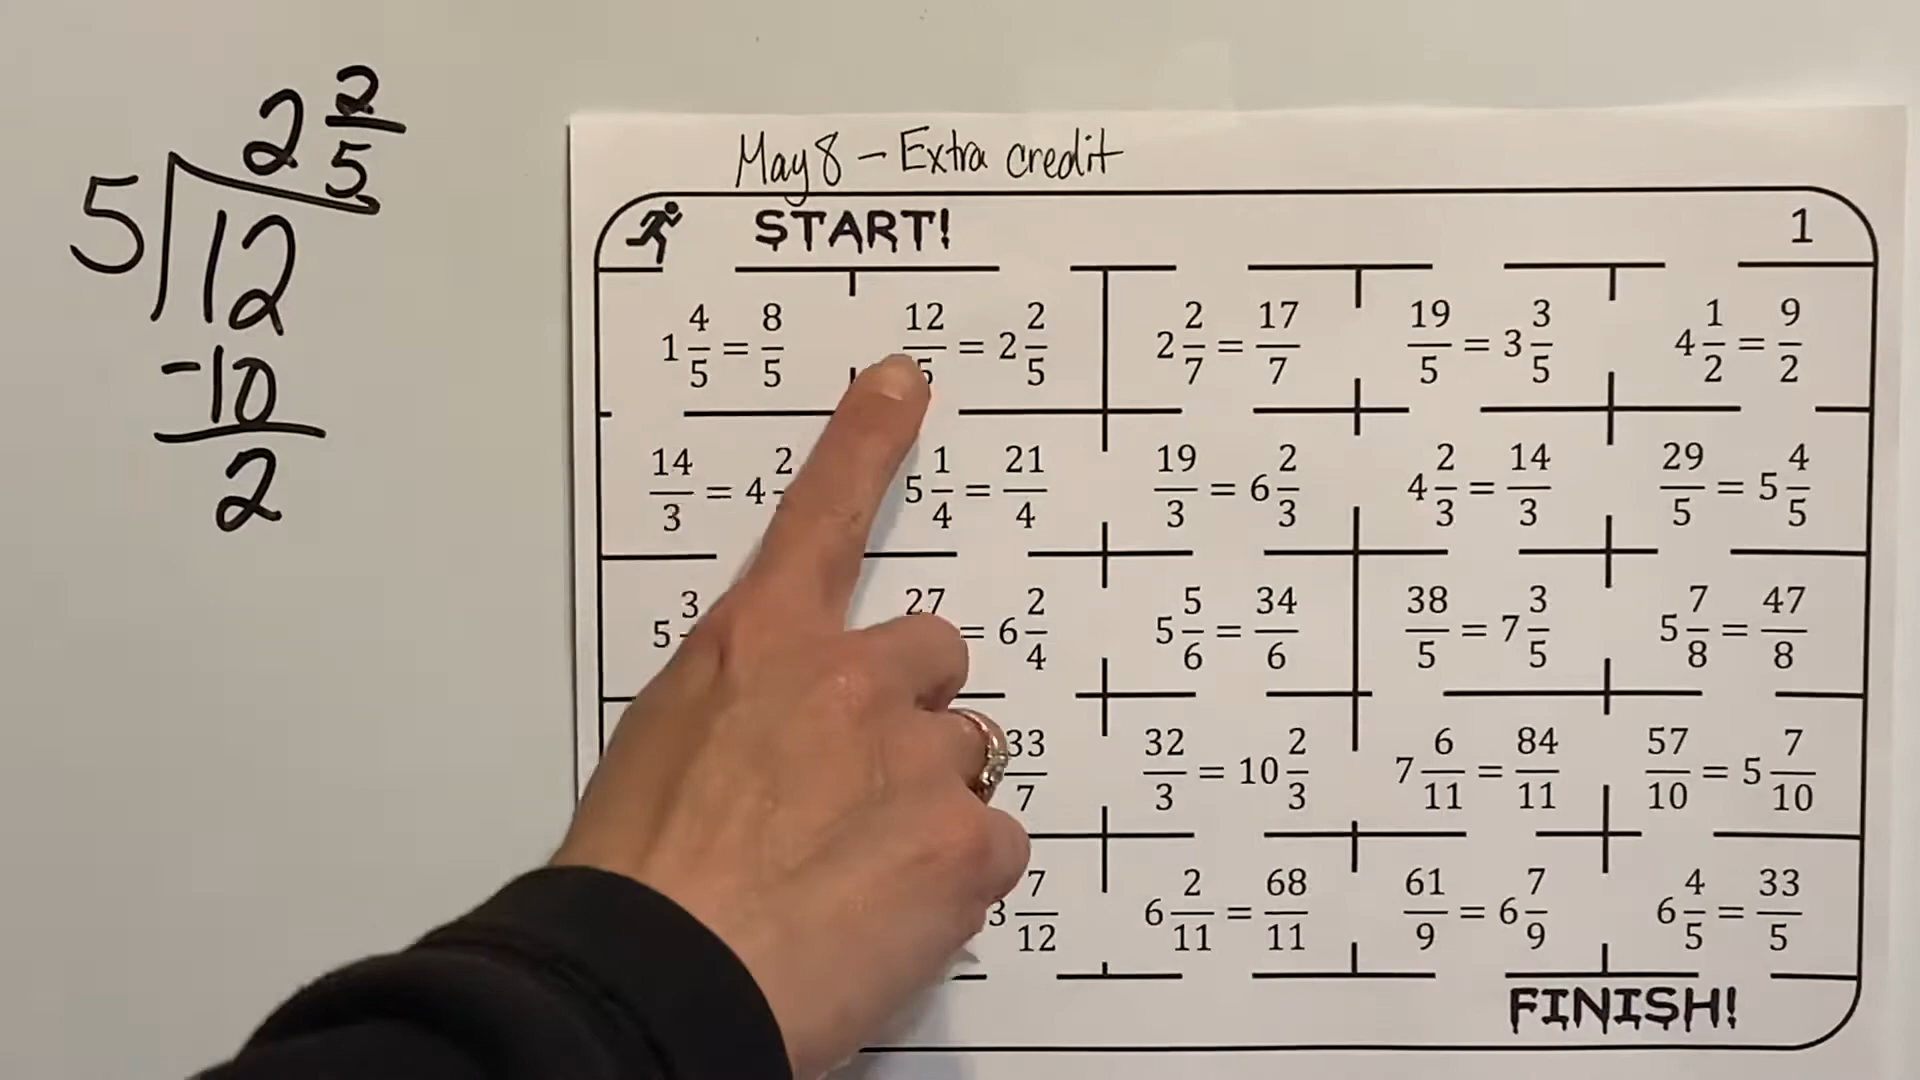 2 2/5
5 12
-10
2
May 8 – Extra credit
START! 1
1 4/5 = 8/5 12/5 = 2 2/5 2 2/7 = 17/7 19/5 = 3 3/5 4 1/2 = 9/2
14/3 = 4 2 5 1/4 = 21/4 19/3 = 6 2/3 4 2/3 = 14/3 29/5 = 5 4/5
5 3 27 = 6 2/4 5 5/6 = 34/6 38/5 = 7 3/5 5 7/8 = 47/8
33/7 32/3 = 10 2/3 7 6/11 = 84/11 57/10 = 5 7/10
3 7/12 6 2/11 = 68/11 61/9 = 6 7/9 6 4/5 = 33/5
FINISH!